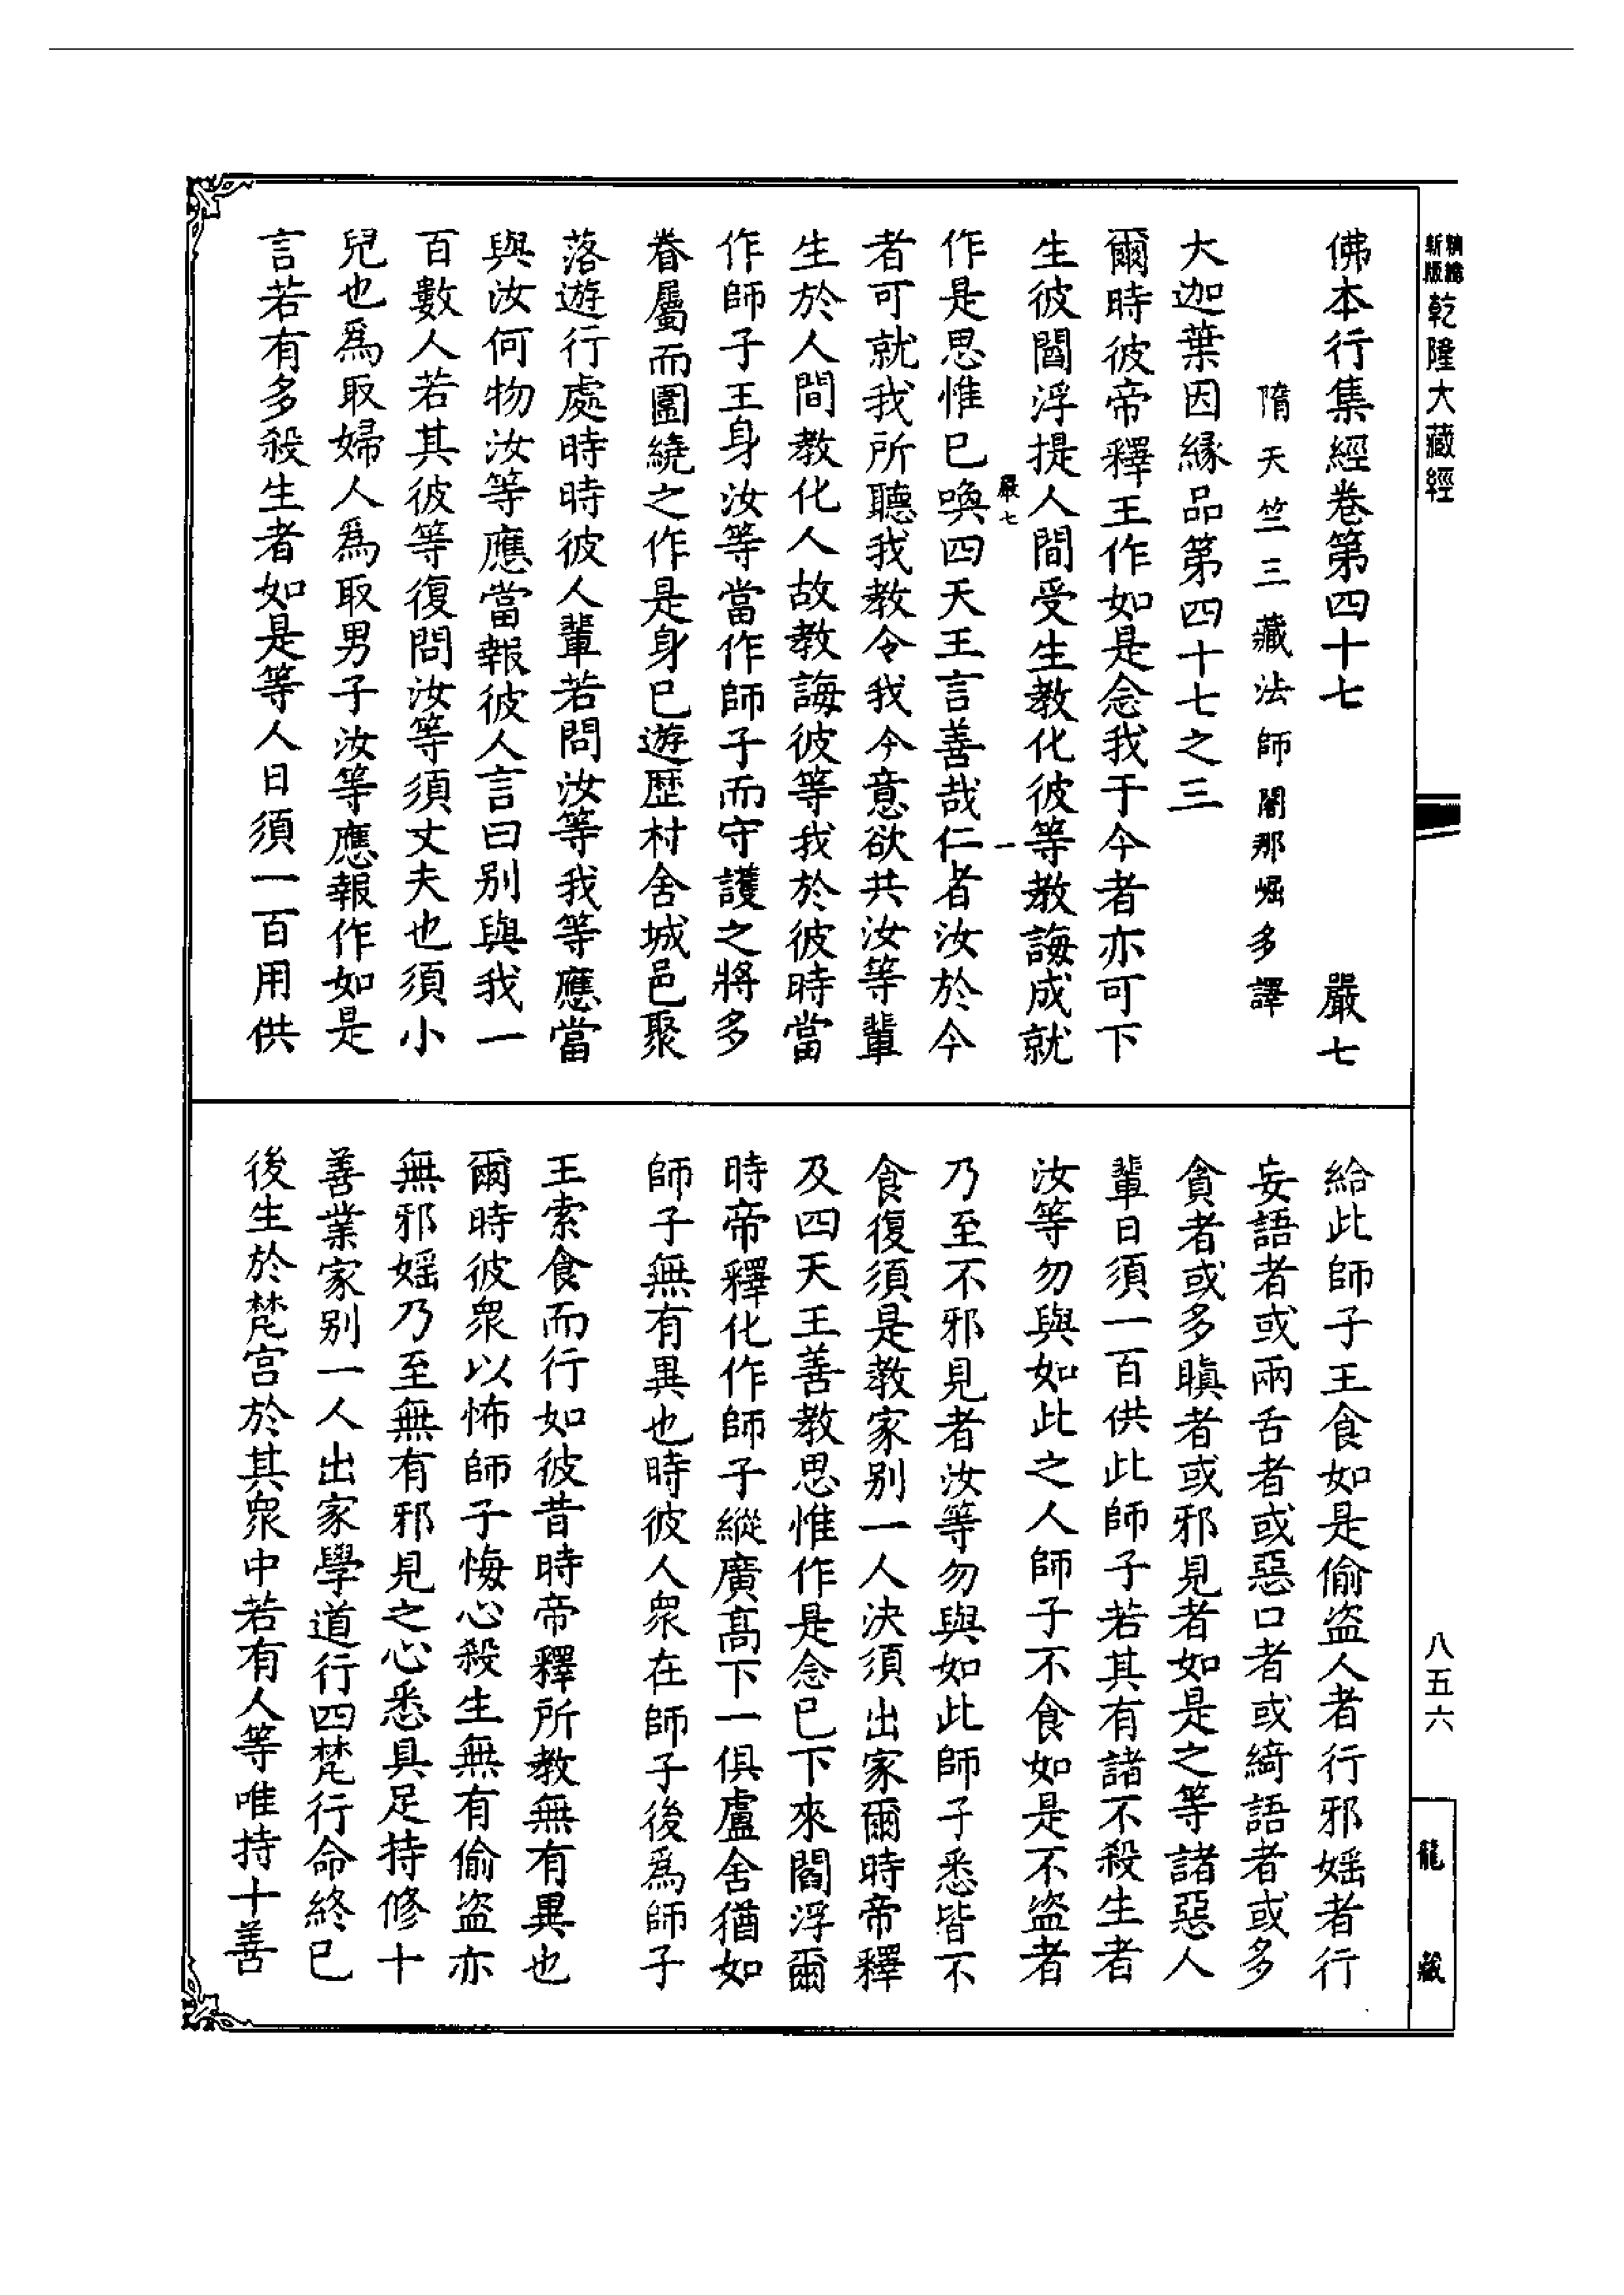 精繪
新版
乾隆大藏經
佛本行集經卷第四十七 嚴七
隋天竺三藏法師闍那崛多譯
大迦葉因緣品第四十七之三
爾時彼帝釋王作如是念我于今者亦可下
生彼閻浮提人間受生教化彼等教誨成就
嚴七 一
作是思惟已喚四天王言善哉仁者汝於今
者可就我所聽我教令我今意欲共汝等輩
生於人間教化人故教誨彼等我於彼時當
作師子王身汝等當作師子而守護之將多
眷屬而圍繞之作是身已遊歷村舍城邑聚
落遊行處時時彼人輩若問汝等我等應當
與汝何物汝等應當報彼人言曰別與我一
百數人若其彼等復問汝等須丈夫也須小
兒也爲取婦人爲取男子汝等應報作如是
言若有多殺生者如是等人日須一百用供
給此師子王食如是偷盜人者行邪婬者行
妄語者或兩舌者或惡口者或綺語者或多
貪者或多瞋者或邪見者如是之等諸惡人
輩日須一百供此師子若其有諸不殺生者
汝等勿與如此之人師子不食如是不盜者
乃至不邪見者汝等勿與如此師子悉皆不
食復須是教家別一人決須出家爾時帝釋
及四天王善教思惟作是念已下來閻浮爾
時帝釋化作師子縱廣高下一俱盧舍猶如
師子無有異也時彼人眾在師子後爲師子
王索食而行如彼昔時帝釋所教無有異也
爾時彼眾以怖師子悔心殺生無有偷盜亦
無邪婬乃至無有邪見之心悉具足持修十
善業家別一人出家學道行四梵行命終已
後生於梵宮於其眾中若有人等唯持十善
八五六
龍藏